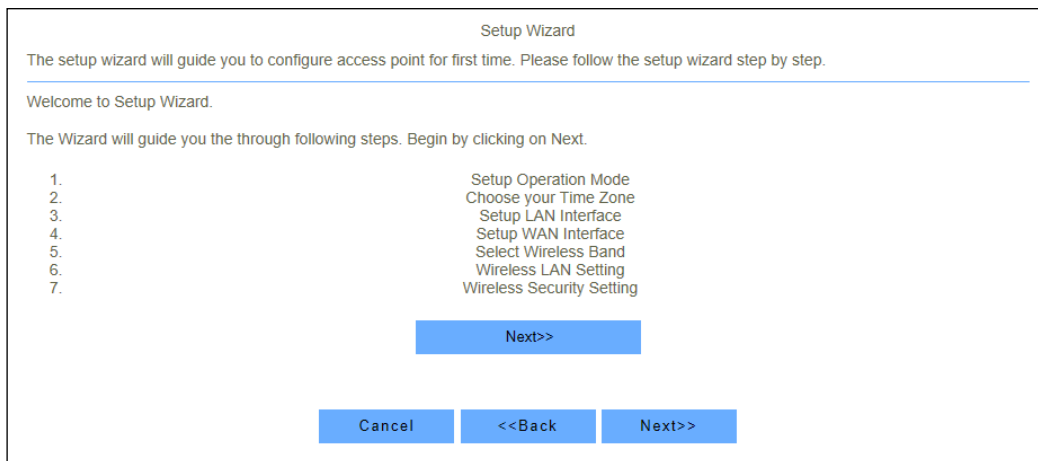 Setup Wizard
The setup wizard will guide you to configure access point for first time. Please follow the setup wizard step by step.
Welcome to Setup Wizard.
The Wizard will guide you the through following steps. Begin by clicking on Next.
1. Setup Operation Mode
2. Choose your Time Zone
3. Setup LAN Interface
4. Setup WAN Interface
5. Select Wireless Band
6. Wireless LAN Setting
7. Wireless Security Setting
Next>>
Cancel <<Back Next>>